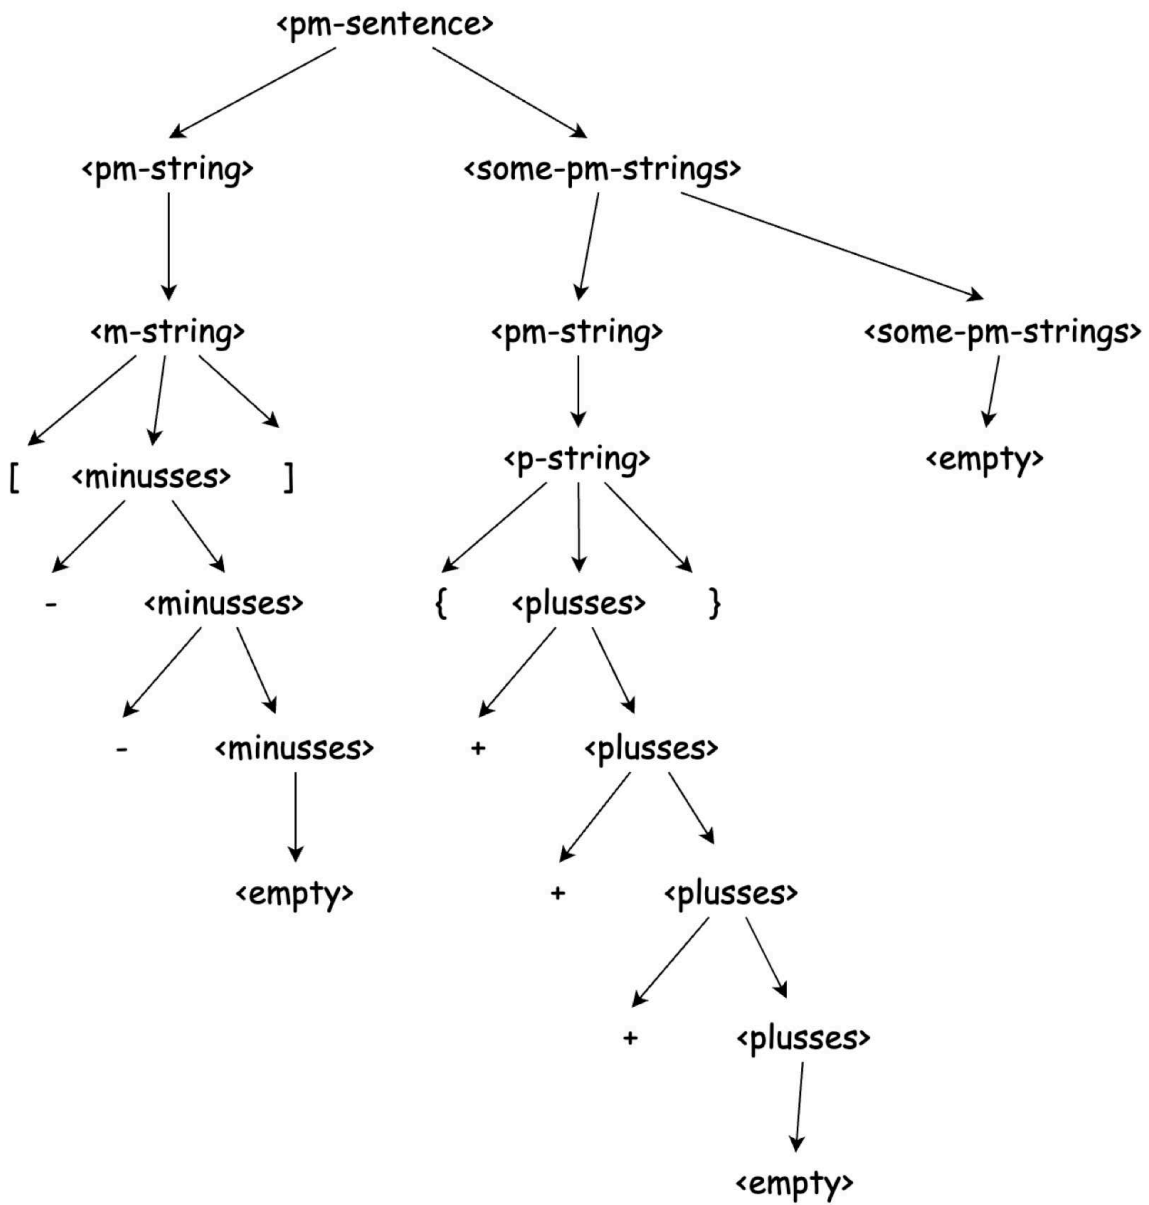 <pm-sentence>
<pm-string> <some-pm-strings>
<m-string> <pm-string> <some-pm-strings>
<p-string> <empty>
[ <minusses> ]
- <minusses> { <plusses> }
- <minusses> + <plusses>
<empty> + <plusses>
+ <plusses>
<empty>